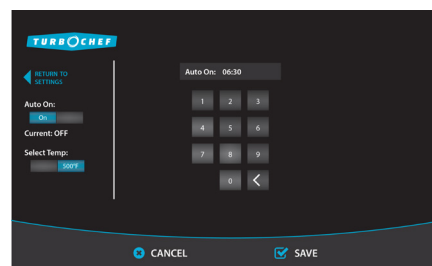 TURBOCHEF
RETURN TO
SETTINGS
Auto On:
On
Current: OFF
Select Temp:
500°F
Auto On: 06:30
1 2 3
4 5 6
7 8 9
0 <
CANCEL
SAVE